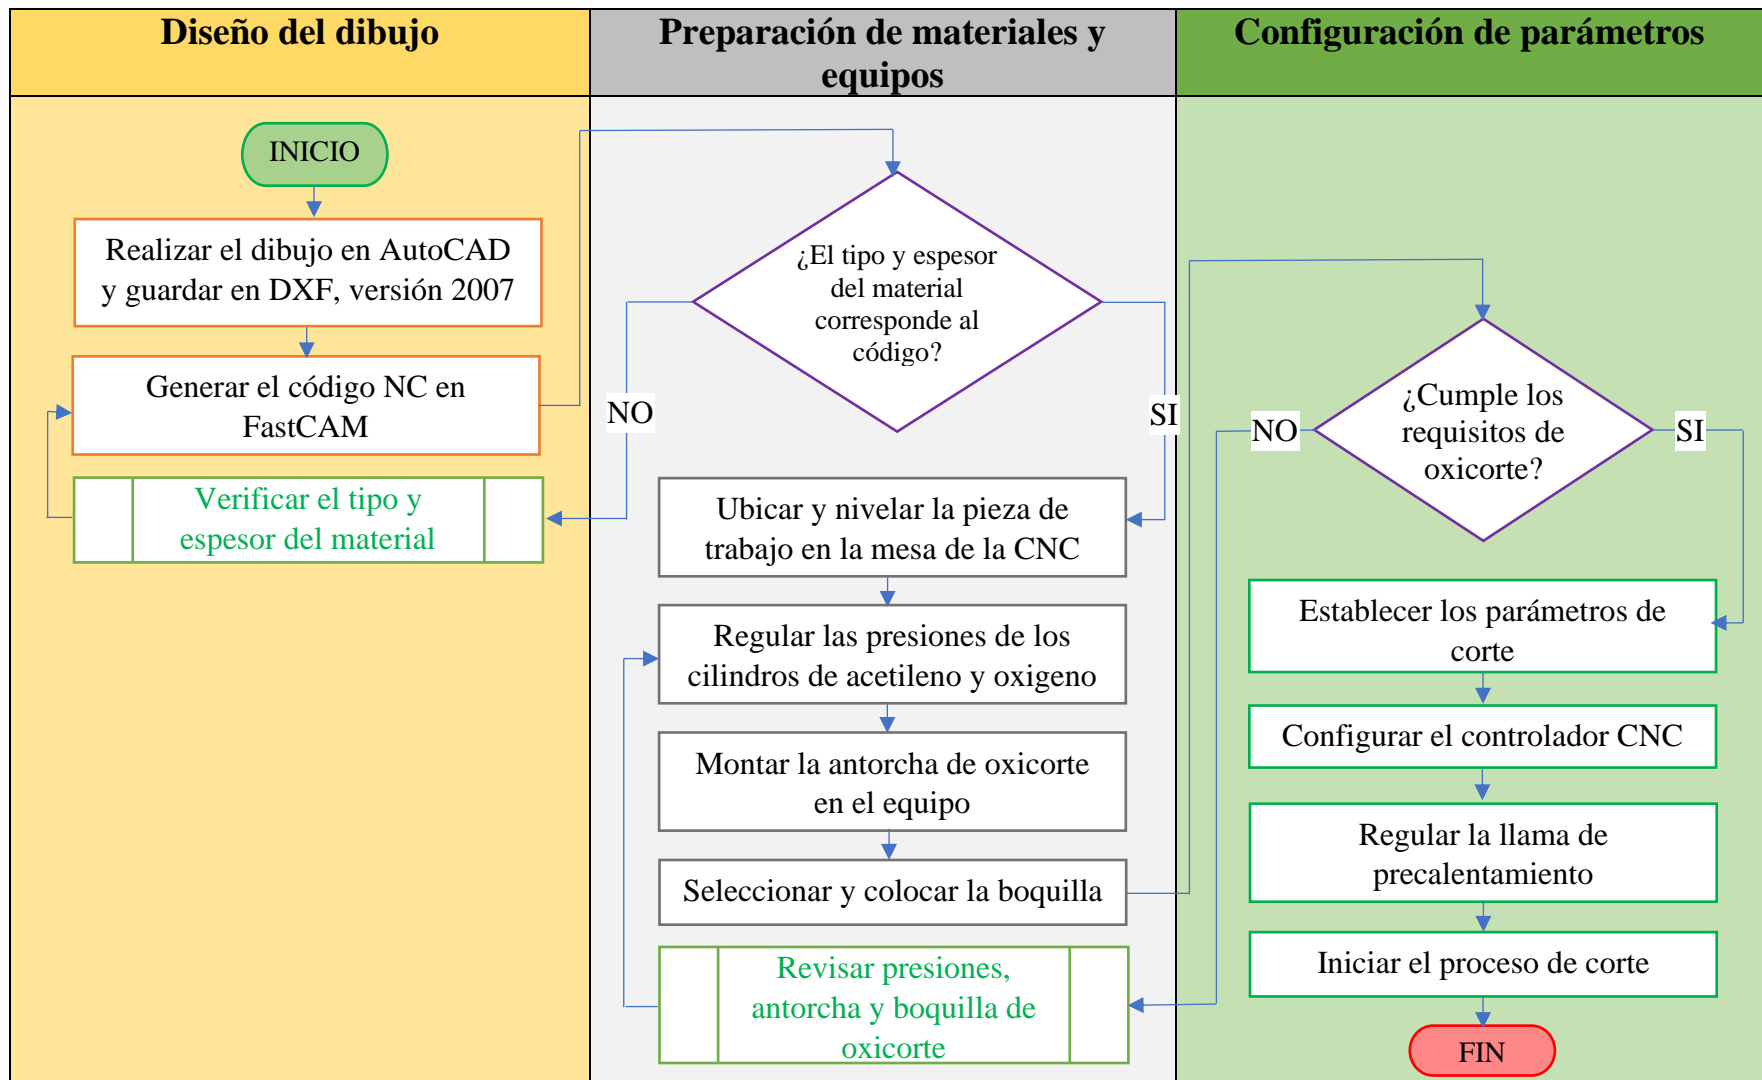 Diseño del dibujo
Preparación de materiales y
equipos
Configuración de parámetros
INICIO
Realizar el dibujo en AutoCAD
y guardar en DXF, versión 2007
Generar el código NC en
FastCAM
Verificar el tipo y
espesor del material
¿El tipo y espesor
del material
corresponde al
código?
NO
SI
Ubicar y nivelar la pieza de
trabajo en la mesa de la CNC
Regular las presiones de los
cilindros de acetileno y oxigeno
Montar la antorcha de oxicorte
en el equipo
Seleccionar y colocar la boquilla
Revisar presiones,
antorcha y boquilla de
oxicorte
¿Cumple los
requisitos de
oxicorte?
NO
SI
Establecer los parámetros de
corte
Configurar el controlador CNC
Regular la llama de
precalentamiento
Iniciar el proceso de corte
FIN